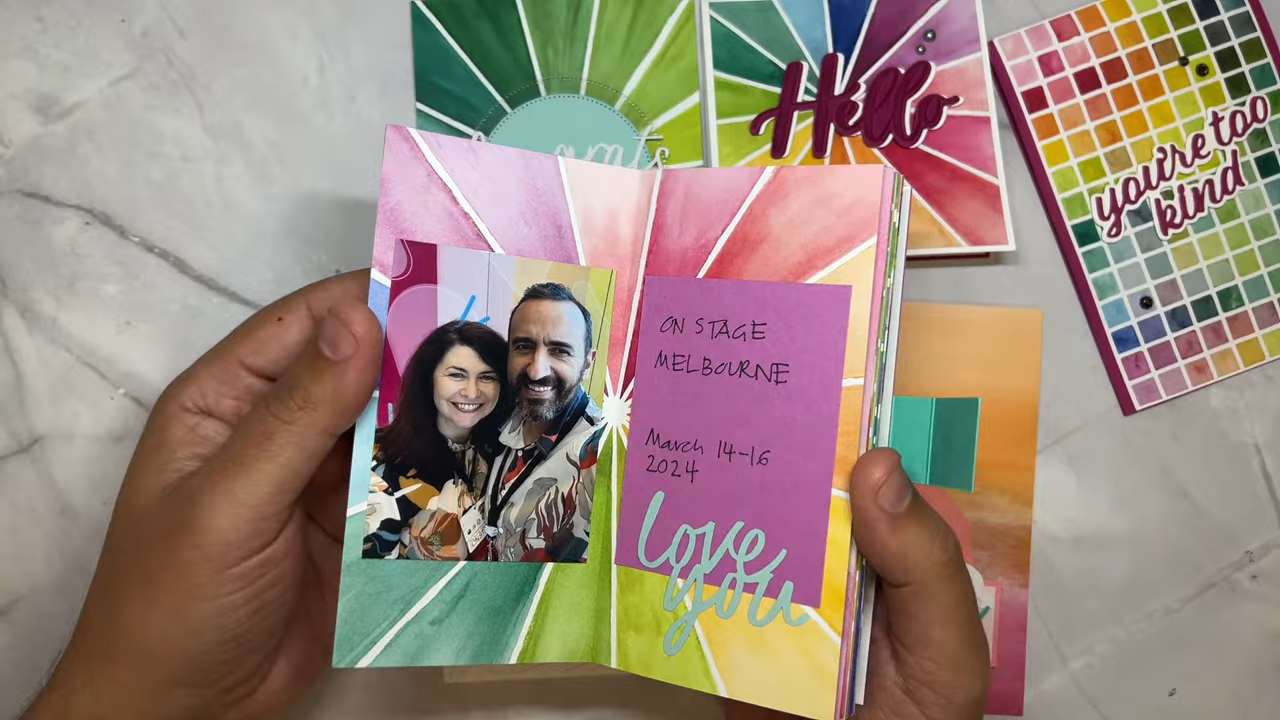 Hello
you're too
kind
ON STAGE
MELBOURNE
March 14-16
2024
love
you